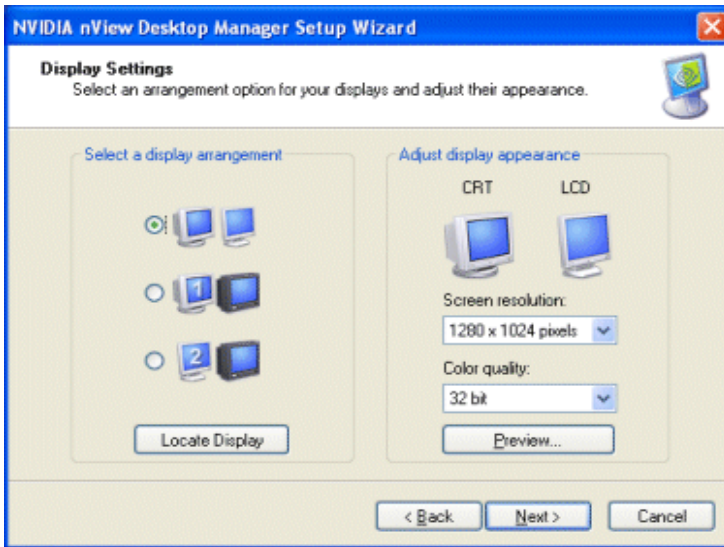 NVIDIA nView Desktop Manager Setup Wizard
Display Settings
Select an arrangement option for your displays and adjust their appearance.
Select a display arrangement
1
2
Locate Display
Adjust display appearance
CRT LCD
Screen resolution:
1280 x 1024 pixels
Color quality:
32 bit
Preview...
< Back Next > Cancel